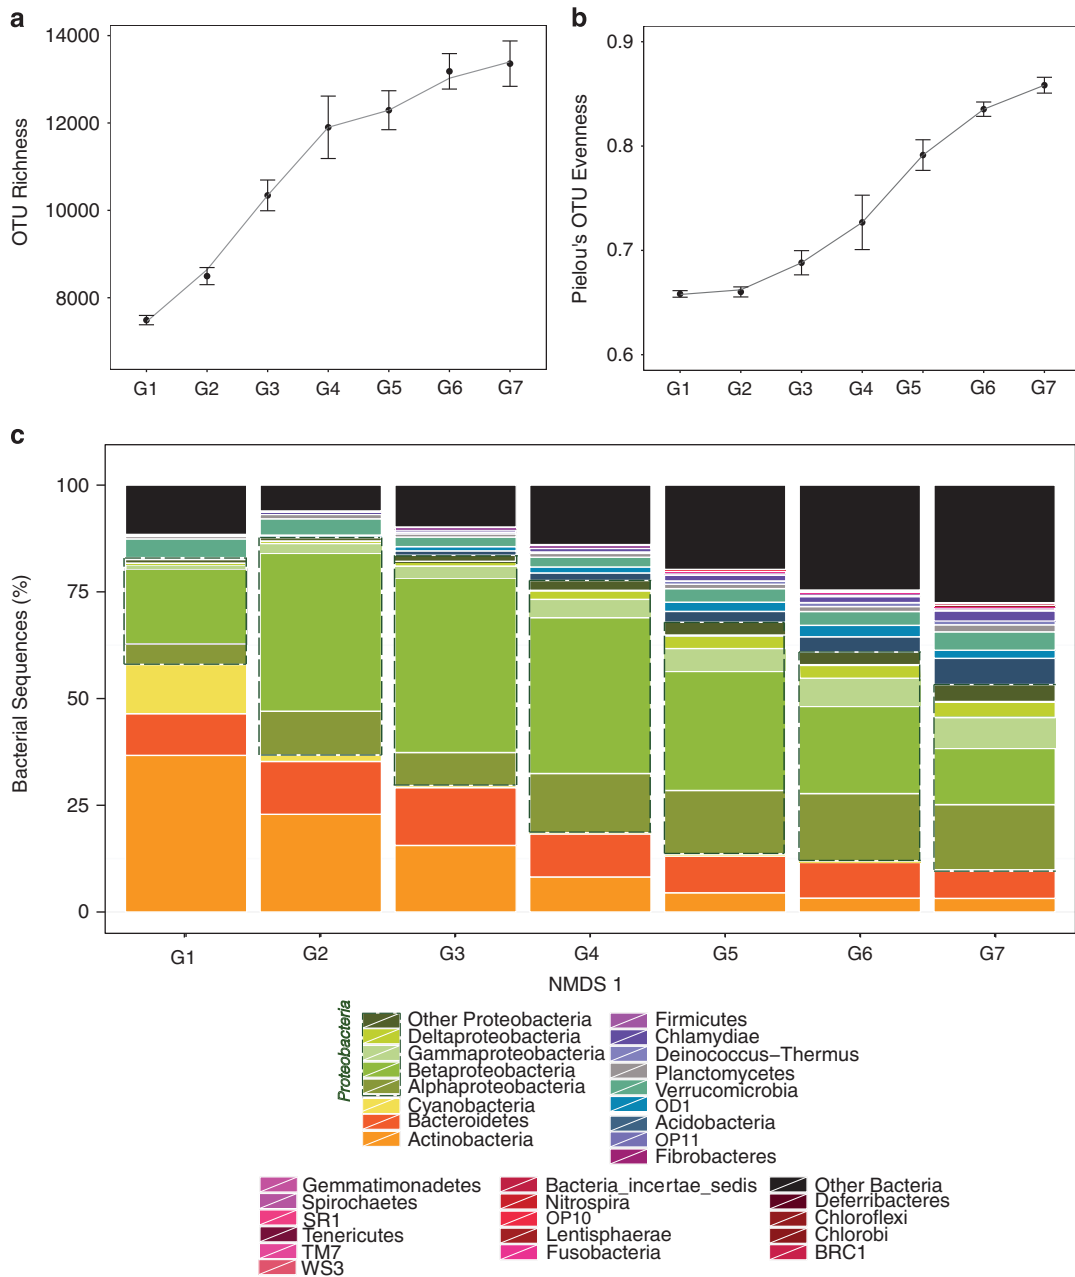 a
14000
12000
10000
8000
OTU Richness
G1 G2 G3 G4 G5 G6 G7
b
0.9
0.8
0.7
0.6
Pielou's OTU Evenness
G1 G2 G3 G4 G5 G6 G7
c
100
75
50
25
0
Bacterial Sequences (%)
G1 G2 G3 G4 G5 G6 G7
NMDS 1
Proteobacteria
Other Proteobacteria
Deltaproteobacteria
Gammaproteobacteria
Betaproteobacteria
Alphaproteobacteria
Cyanobacteria
Bacteroidetes
Actinobacteria
Firmicutes
Chlamydiae
Deinococcus−Thermus
Planctomycetes
Verrucomicrobia
OD1
Acidobacteria
OP11
Fibrobacteres
Gemmatimonadetes
Spirochaetes
SR1
Tenericutes
TM7
WS3
Bacteria_incertae_sedis
Nitrospira
OP10
Lentisphaerae
Fusobacteria
Other Bacteria
Deferribacteres
Chloroflexi
Chlorobi
BRC1